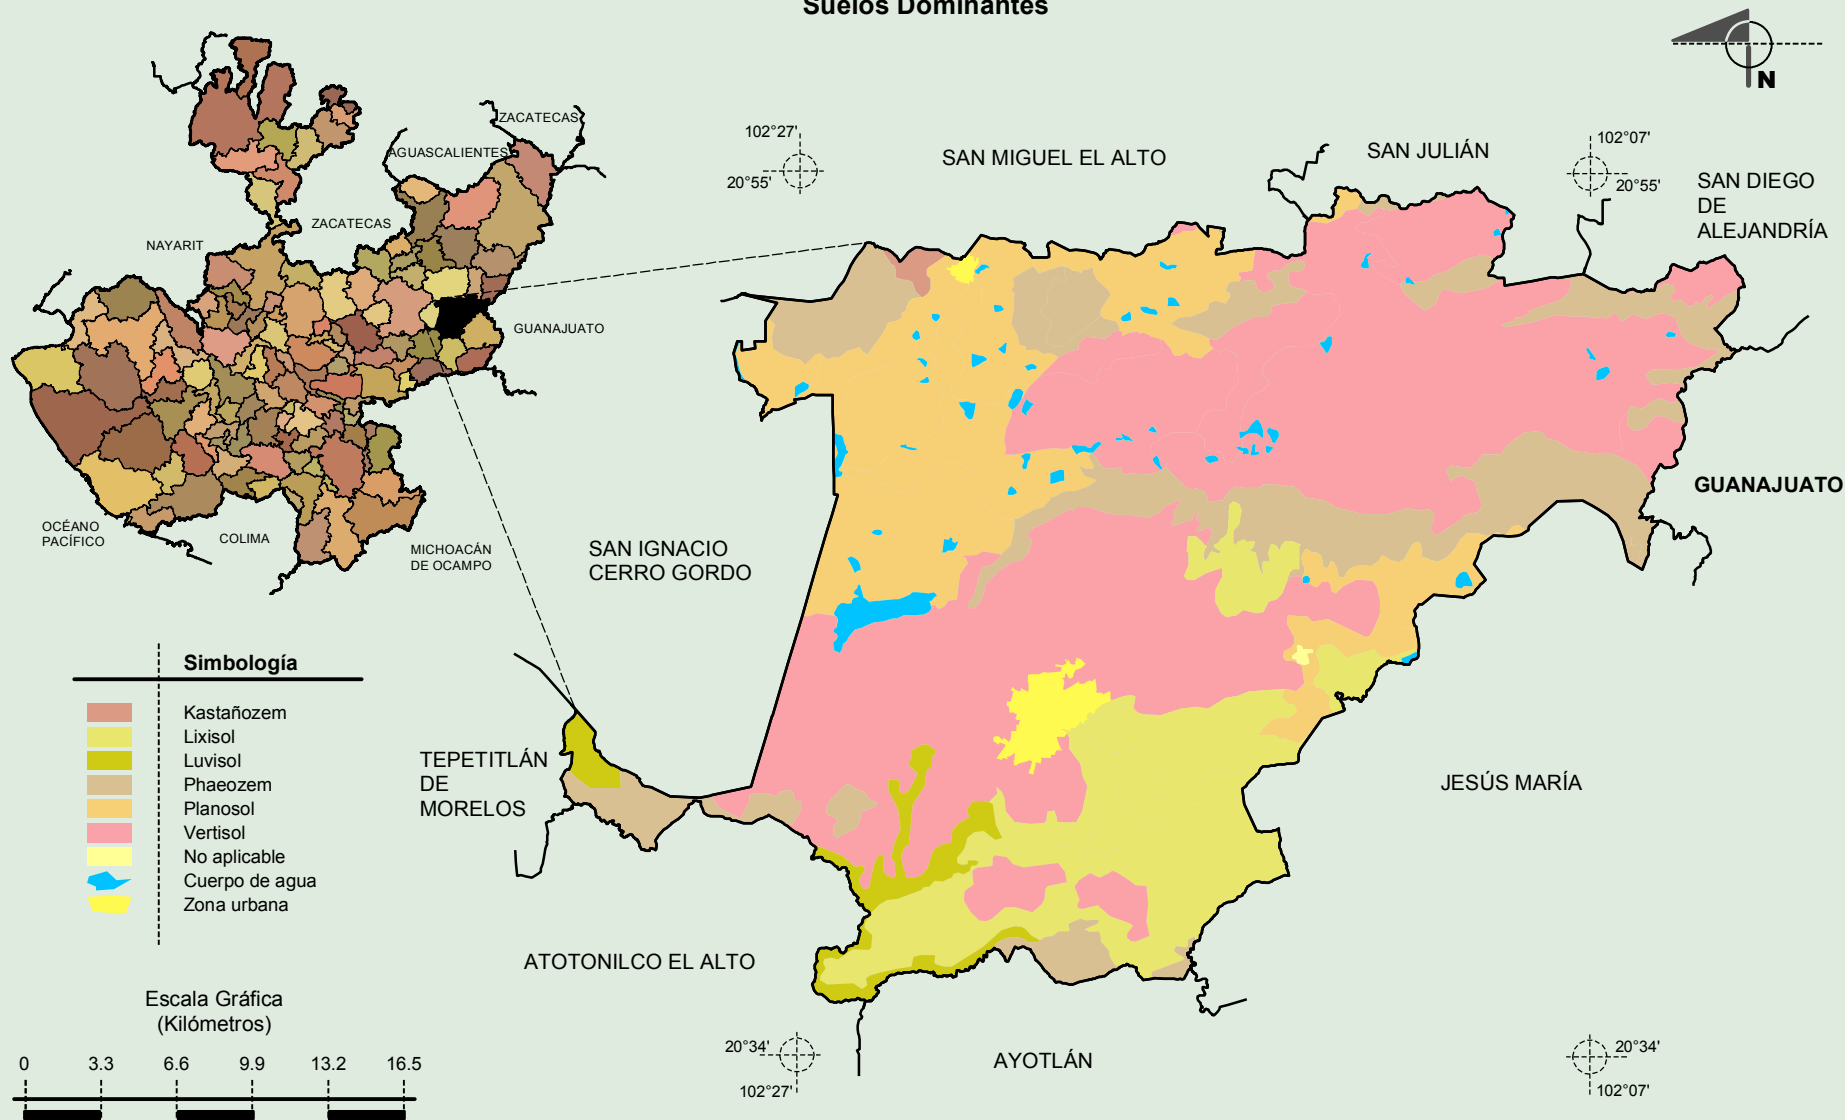 Suelos Dominantes
N
ZACATECAS
AGUASCALIENTES
ZACATECAS
NAYARIT
GUANAJUATO
OCÉANO
PACÍFICO
COLIMA
MICHOACÁN
DE OCAMPO
102°27'
20°55'
SAN MIGUEL EL ALTO
SAN JULIÁN
102°07'
20°55'
SAN DIEGO
DE
ALEJANDRÍA
GUANAJUATO
SAN IGNACIO
CERRO GORDO
TEPETITLÁN
DE
MORELOS
JESÚS MARÍA
ATOTONILCO EL ALTO
AYOTLÁN
20°34'
102°27'
20°34'
102°07'
Simbología
Kastañozem
Lixisol
Luvisol
Phaeozem
Planosol
Vertisol
No aplicable
Cuerpo de agua
Zona urbana
Escala Gráfica
(Kilómetros)
0 3.3 6.6 9.9 13.2 16.5